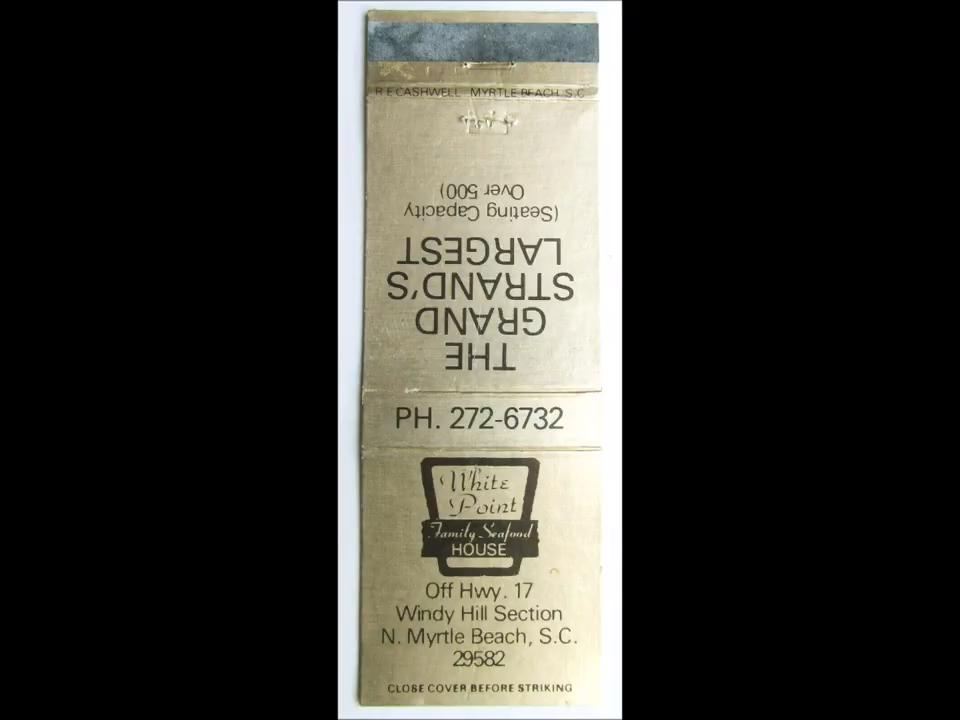 R E CASHWELL MYRTLE BEACH, S.C
THE
GRAND
STRAND'S
LARGEST
(Seating Capacity
Over 500)
PH. 272-6732
White
Point
Family Seafood
HOUSE
Off Hwy. 17
Windy Hill Section
N. Myrtle Beach, S.C.
29582
CLOSE COVER BEFORE STRIKING